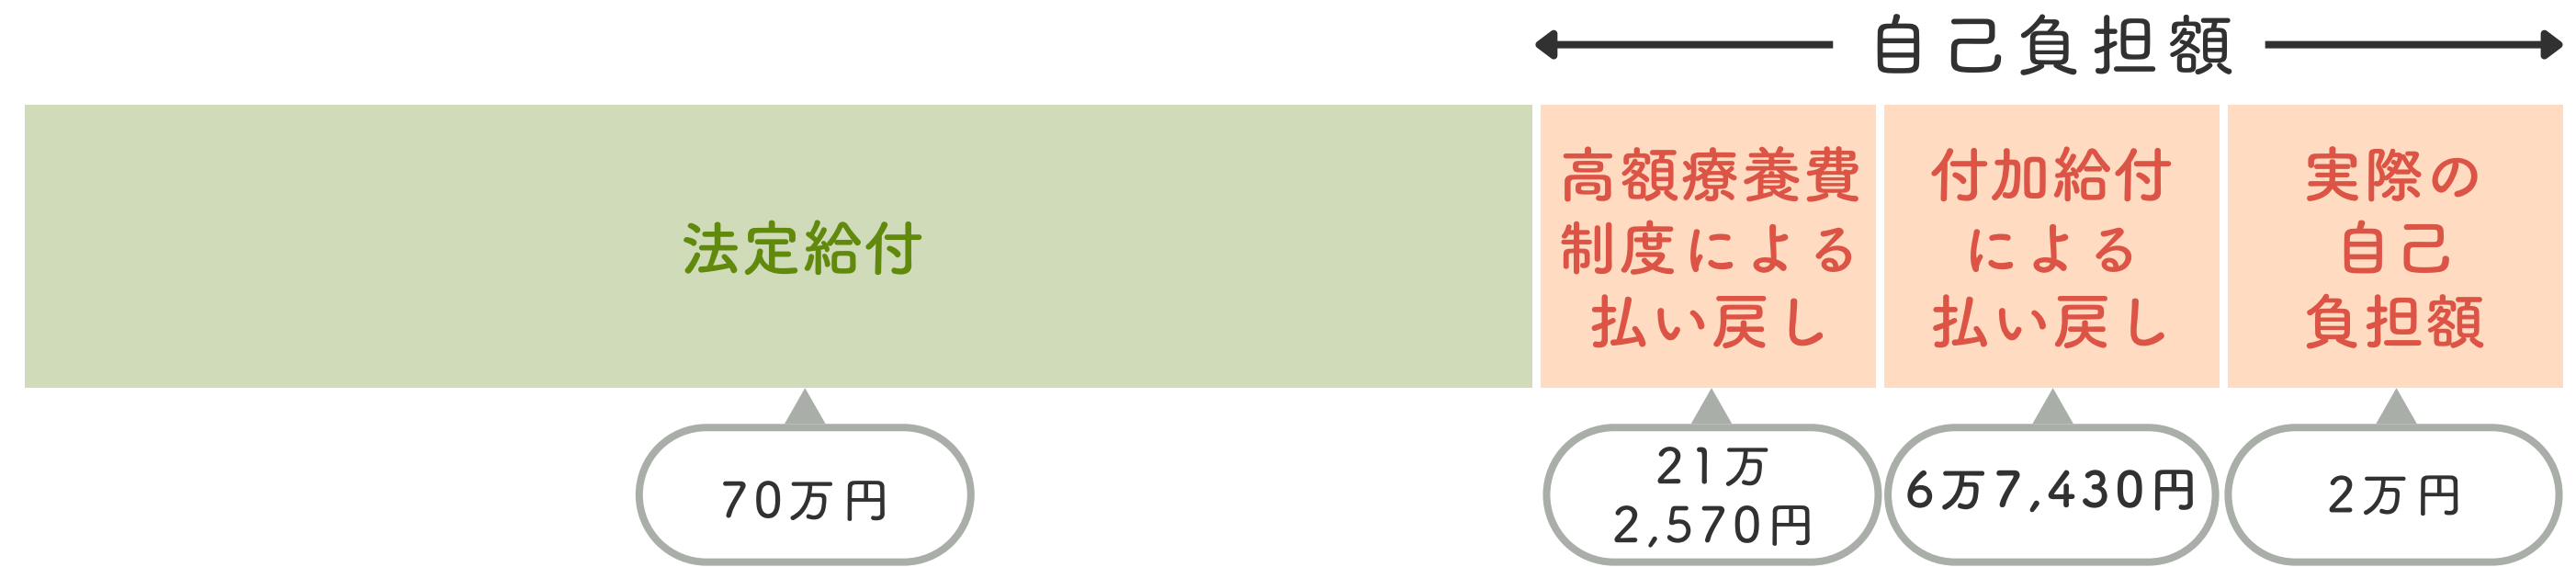 自己負担額
法定給付
高額療養費
制度による
払い戻し
付加給付
による
払い戻し
実際の
自己
負担額
70万円
21万
2,570円
6万7,430円
2万円